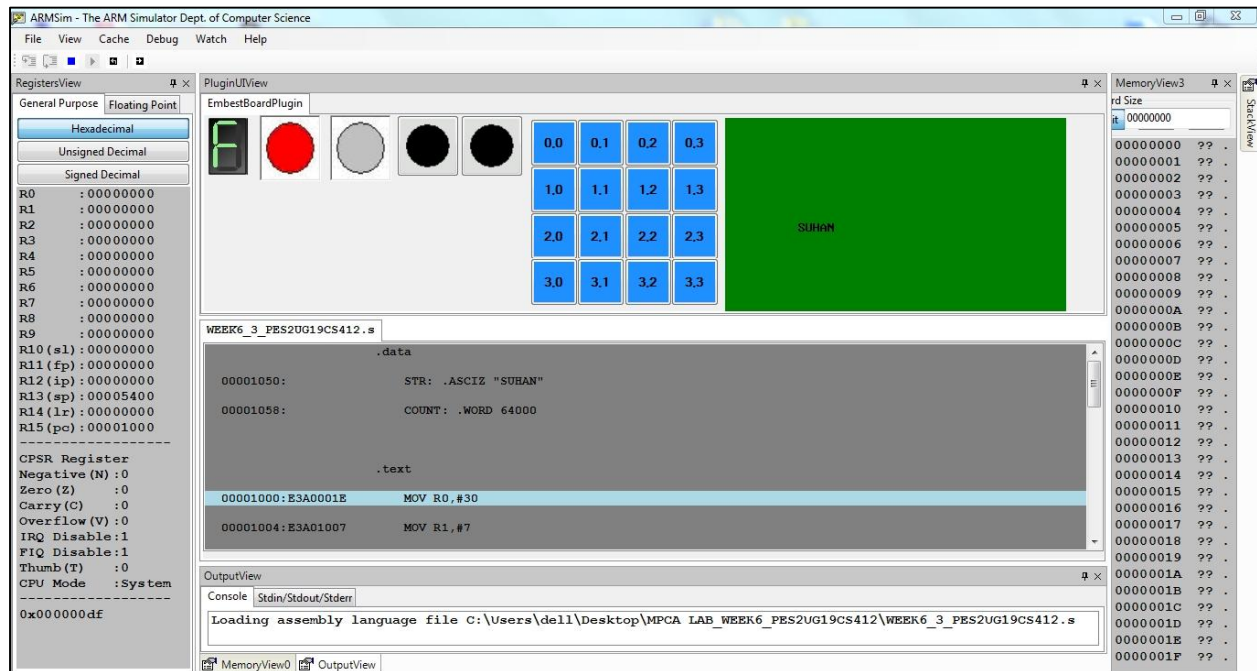 ARMSim - The ARM Simulator Dept. of Computer Science
File View Cache Debug Watch Help
RegistersView
General Purpose Floating Point
Hexadecimal
Unsigned Decimal
Signed Decimal
R0 :00000000
R1 :00000000
R2 :00000000
R3 :00000000
R4 :00000000
R5 :00000000
R6 :00000000
R7 :00000000
R8 :00000000
R9 :00000000
R10(sl):00000000
R11(fp):00000000
R12(ip):00000000
R13(sp):00005400
R14(lr):00000000
R15(pc):00001000
-------------------
CPSR Register
Negative(N):0
Zero(Z) :0
Carry(C) :0
Overflow(V):0
IRQ Disable:1
FIQ Disable:1
Thumb(T) :0
CPU Mode :System
-------------------
0x000000df
PluginUIView
EmbestBoardPlugin
F
0,0 0,1 0,2 0,3
1,0 1,1 1,2 1,3
2,0 2,1 2,2 2,3
3,0 3,1 3,2 3,3
SUHAN
WEEK6_3_PES2UG19CS412.s
.data
00001050: STR: .ASCIZ "SUHAN"
00001058: COUNT: .WORD 64000
.text
00001000:E3A0001E MOV R0,#30
00001004:E3A01007 MOV R1,#7
OutputView
Console Stdin/Stdout/Stderr
Loading assembly language file C:\Users\dell\Desktop\MPCA LAB_WEEK6_PES2UG19CS412\WEEK6_3_PES2UG19CS412.s
MemoryView0 OutputView
MemoryView3
rd Size
it 00000000
00000000 ?? .
00000001 ?? .
00000002 ?? .
00000003 ?? .
00000004 ?? .
00000005 ?? .
00000006 ?? .
00000007 ?? .
00000008 ?? .
00000009 ?? .
0000000A ?? .
0000000B ?? .
0000000C ?? .
0000000D ?? .
0000000E ?? .
0000000F ?? .
00000010 ?? .
00000011 ?? .
00000012 ?? .
00000013 ?? .
00000014 ?? .
00000015 ?? .
00000016 ?? .
00000017 ?? .
00000018 ?? .
00000019 ?? .
0000001A ?? .
0000001B ?? .
0000001C ?? .
0000001D ?? .
0000001E ?? .
0000001F ?? .
StackView